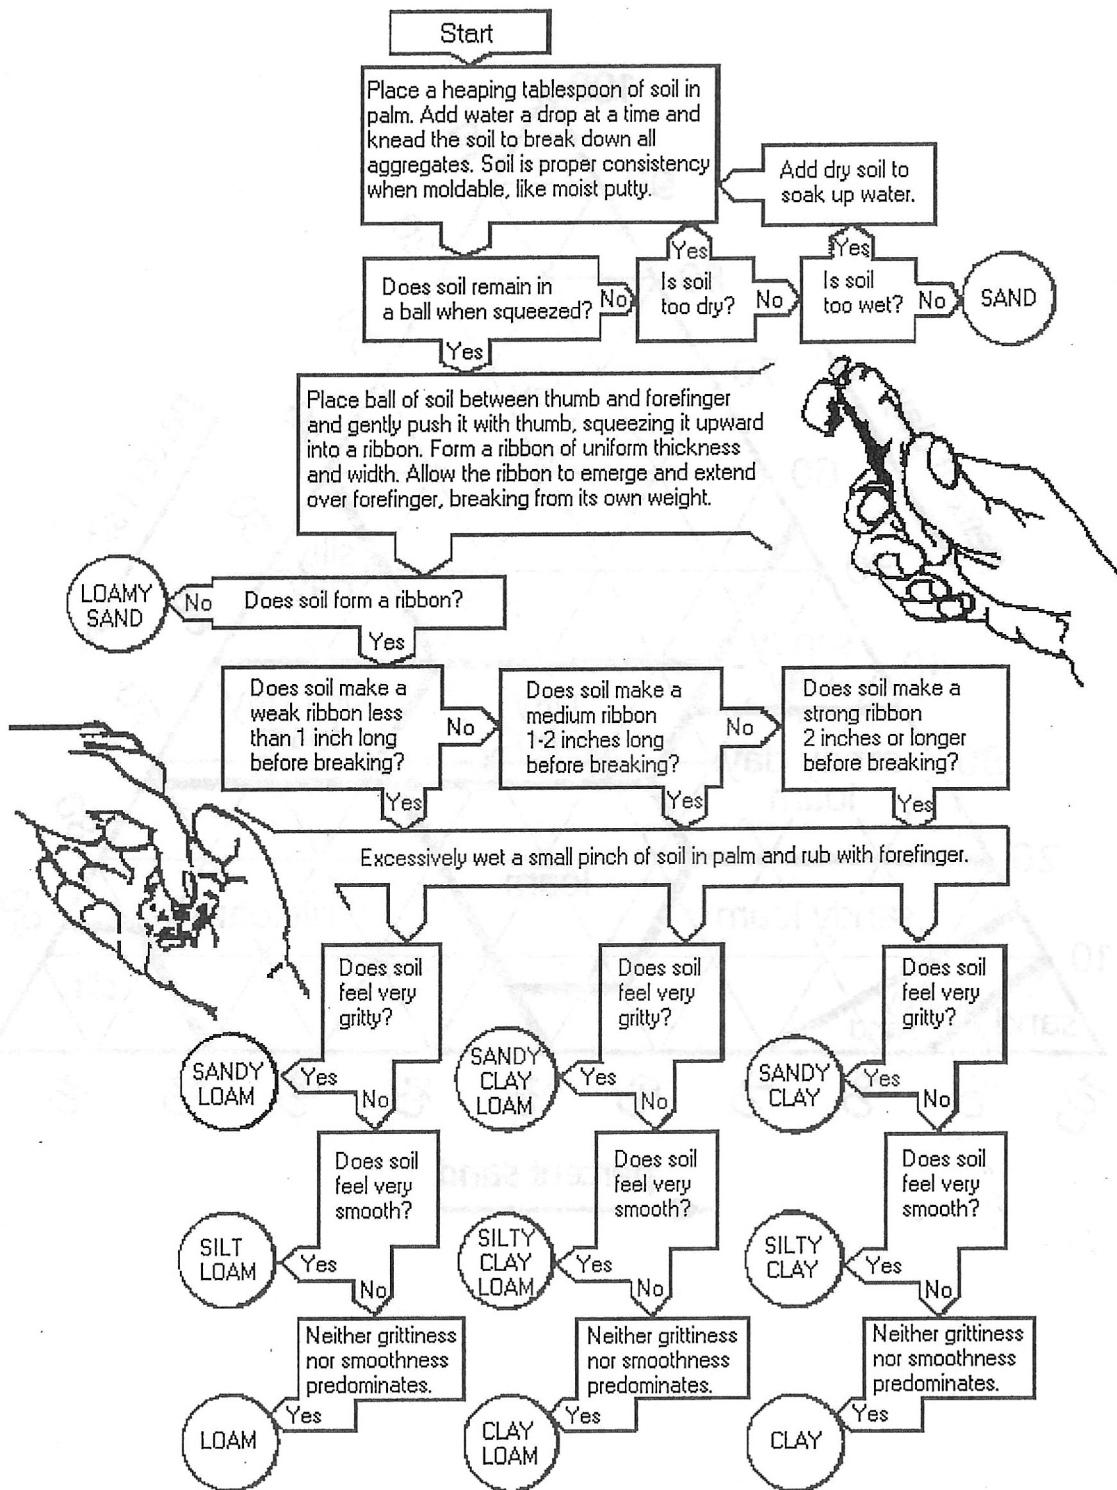 Start
Place a heaping tablespoon of soil in
palm. Add water a drop at a time and
knead the soil to break down all
aggregates. Soil is proper consistency
when moldable, like moist putty.
Add dry soil to
soak up water.
Yes
Yes
Does soil remain in
a ball when squeezed?
No
Is soil
too dry?
No
Is soil
too wet?
No
SAND
Yes
Place ball of soil between thumb and forefinger
and gently push it with thumb, squeezing it upward
into a ribbon. Form a ribbon of uniform thickness
and width. Allow the ribbon to emerge and extend
over forefinger, breaking from its own weight.
LOAMY
SAND
No
Does soil form a ribbon?
Yes
Does soil make a
weak ribbon less
than 1 inch long
before breaking?
No
Does soil make a
medium ribbon
1-2 inches long
before breaking?
No
Does soil make a
strong ribbon
2 inches or longer
before breaking?
Yes
Yes
Yes
Excessively wet a small pinch of soil in palm and rub with forefinger.
Does soil
feel very
gritty?
Does soil
feel very
gritty?
Does soil
feel very
gritty?
SANDY
LOAM
Yes
No
SANDY
CLAY
LOAM
Yes
No
SANDY
CLAY
Yes
No
Does soil
feel very
smooth?
Does soil
feel very
smooth?
Does soil
feel very
smooth?
SILT
LOAM
Yes
No
SILTY
CLAY
LOAM
Yes
No
SILTY
CLAY
Yes
No
Neither grittiness
nor smoothness
predominates.
Neither grittiness
nor smoothness
predominates.
Neither grittiness
nor smoothness
predominates.
LOAM
Yes
CLAY
LOAM
Yes
CLAY
Yes